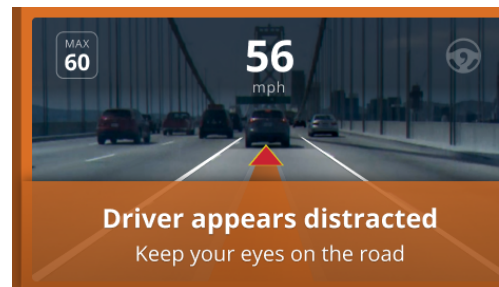 MAX
60
56
mph
Driver appears distracted
Keep your eyes on the road